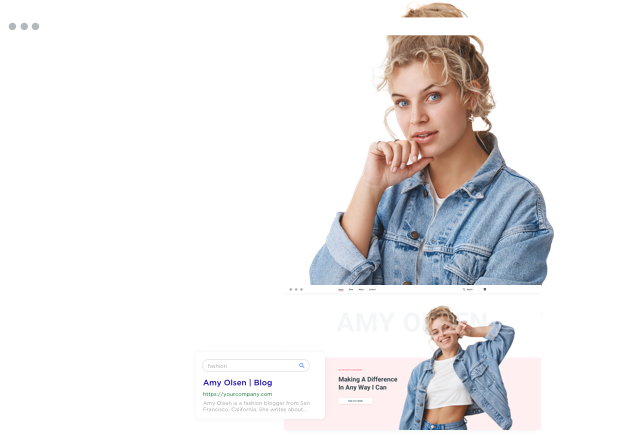 AMY OLSEN
Making A Difference
In Any Way I Can
fashion
Amy Olsen | Blog
https://yourcompany.com
Amy Olsen is a fashion blogger from San
Francisco, California. She writes about...